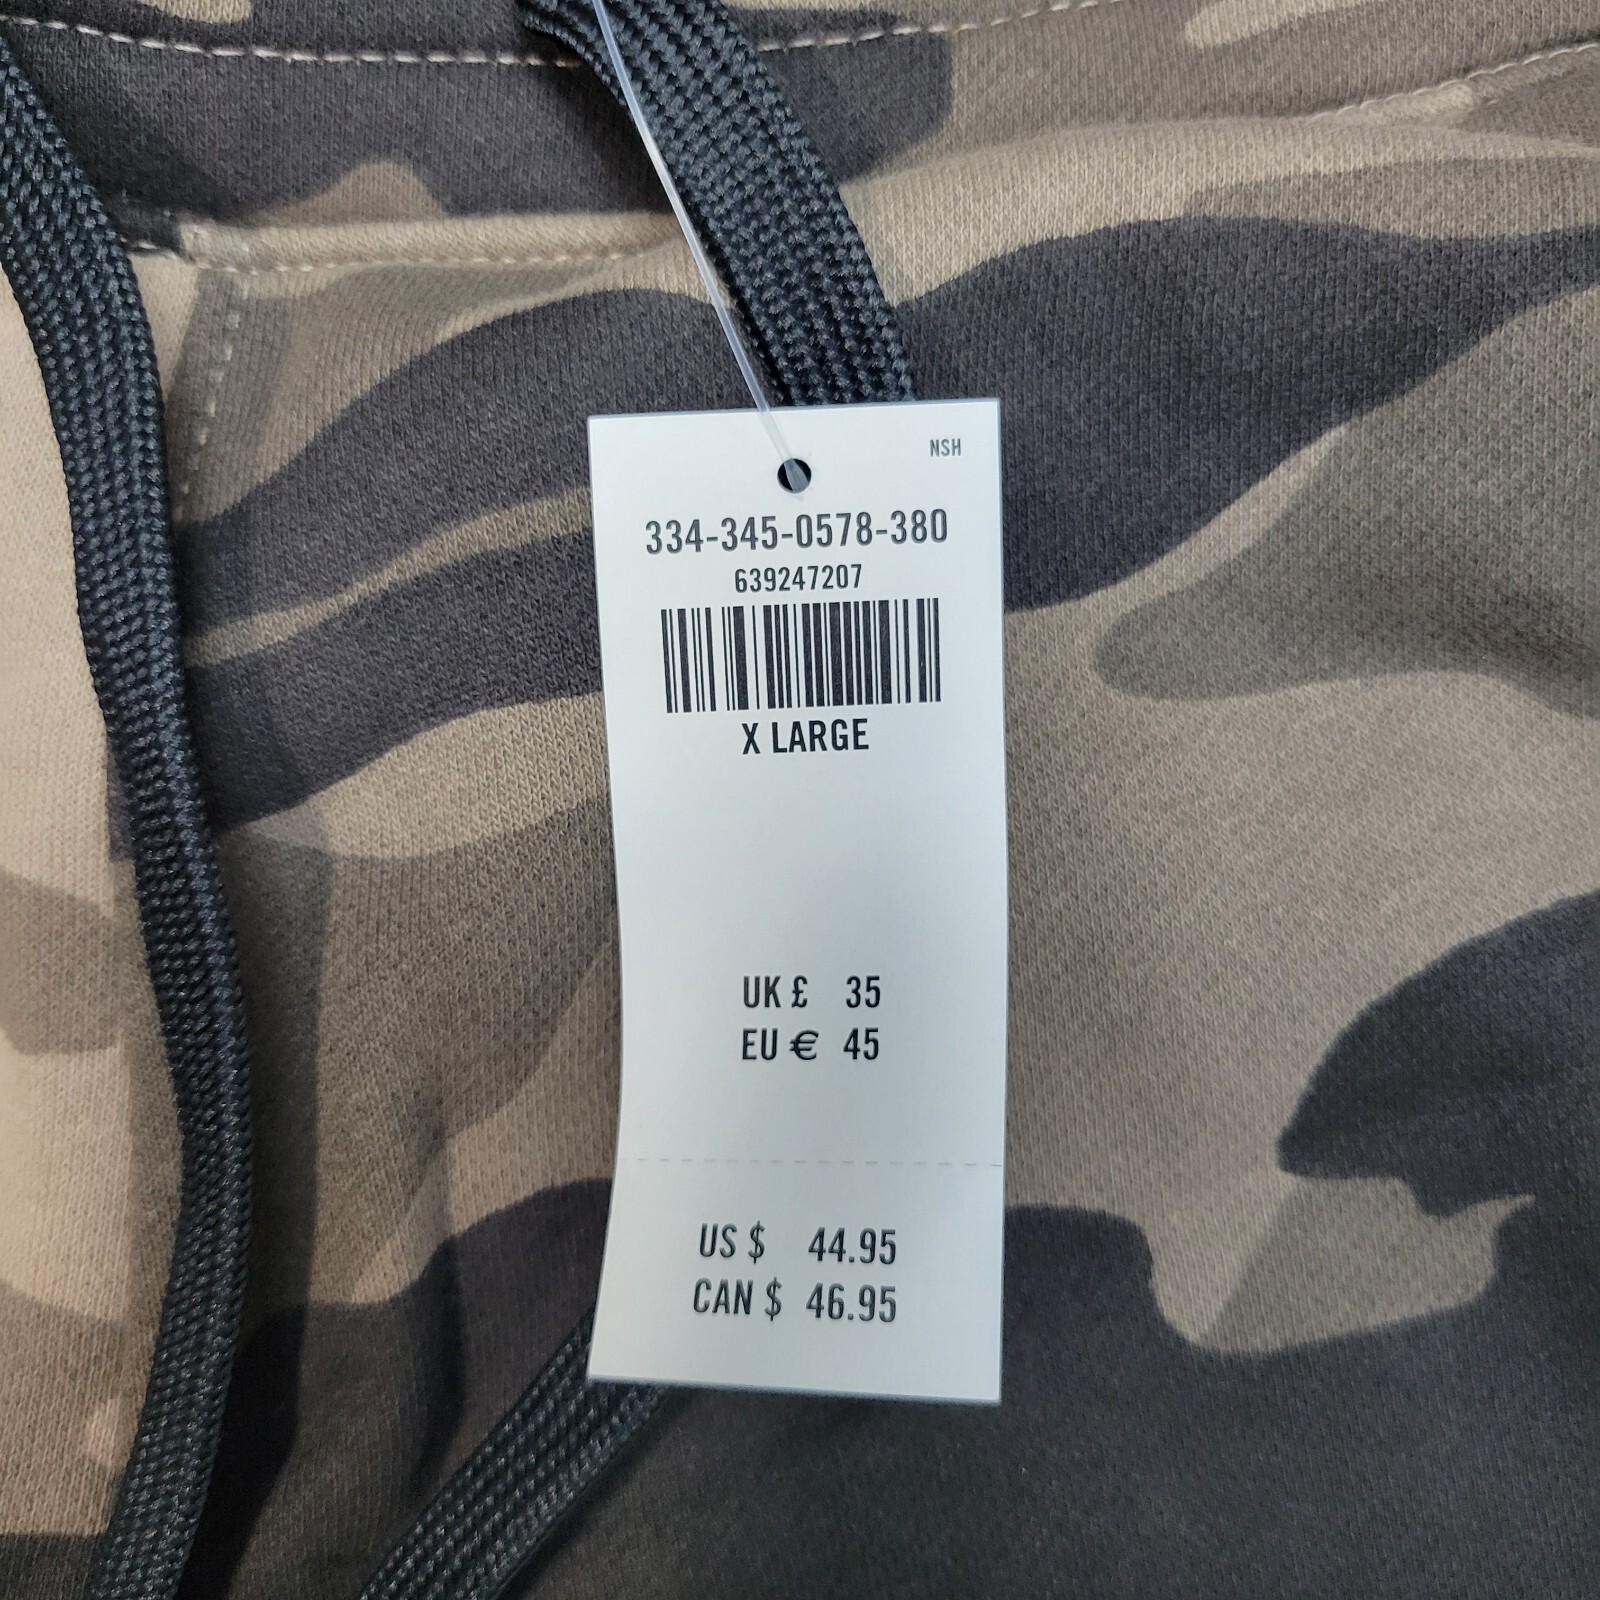 NSH
334-345-0578-380
639247207
X LARGE
UK £ 35
EU € 45
US $ 44.95
CAN $ 46.95